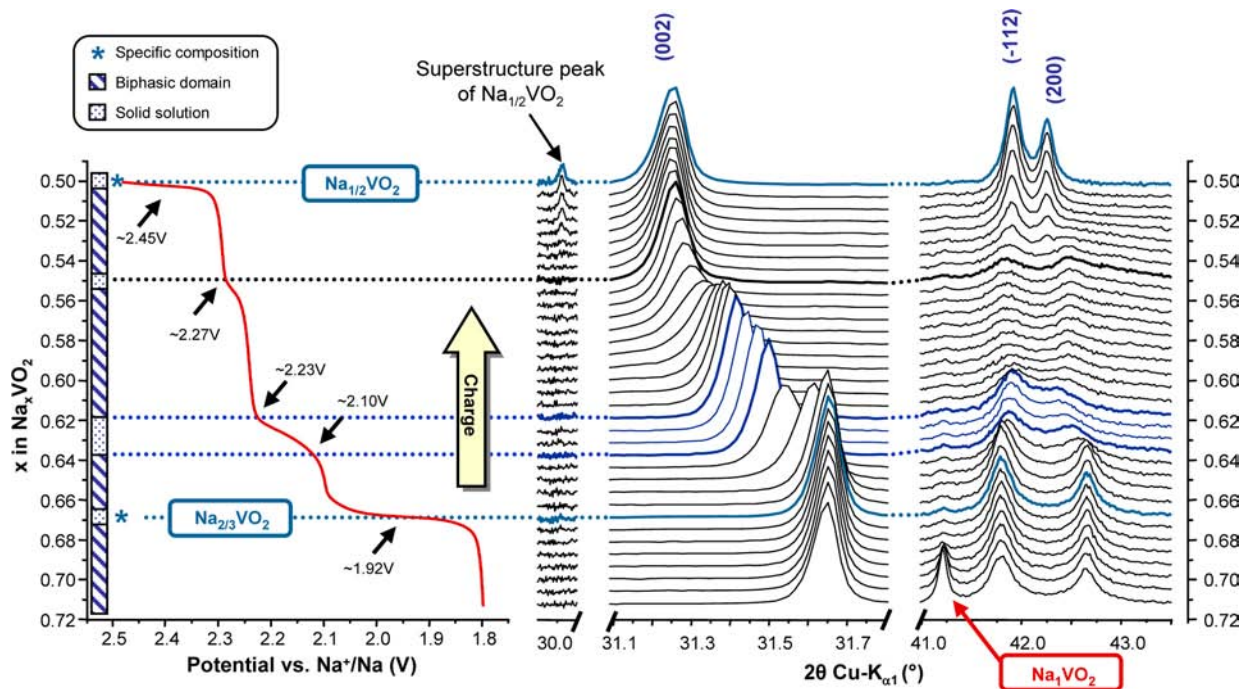 * Specific composition
Biphasic domain
Solid solution
Superstructure peak
of Na1/2VO2
(002)
(-112)
(200)
x in NaxVO2
0.50
0.52
0.54
0.56
0.58
0.60
0.62
0.64
0.66
0.68
0.70
0.72
*
Na1/2VO2
~2.45V
~2.27V
~2.23V
~2.10V
Charge
*
Na2/3VO2
~1.92V
0.50
0.52
0.54
0.56
0.58
0.60
0.62
0.64
0.66
0.68
0.70
0.72
2.5 2.4 2.3 2.2 2.1 2.0 1.9 1.8
30.0 31.1 31.3 31.5 31.7 41.0 42.0 43.0
Potential vs. Na⁺/Na (V)
2θ Cu-Kα1 (°)
Na1VO2